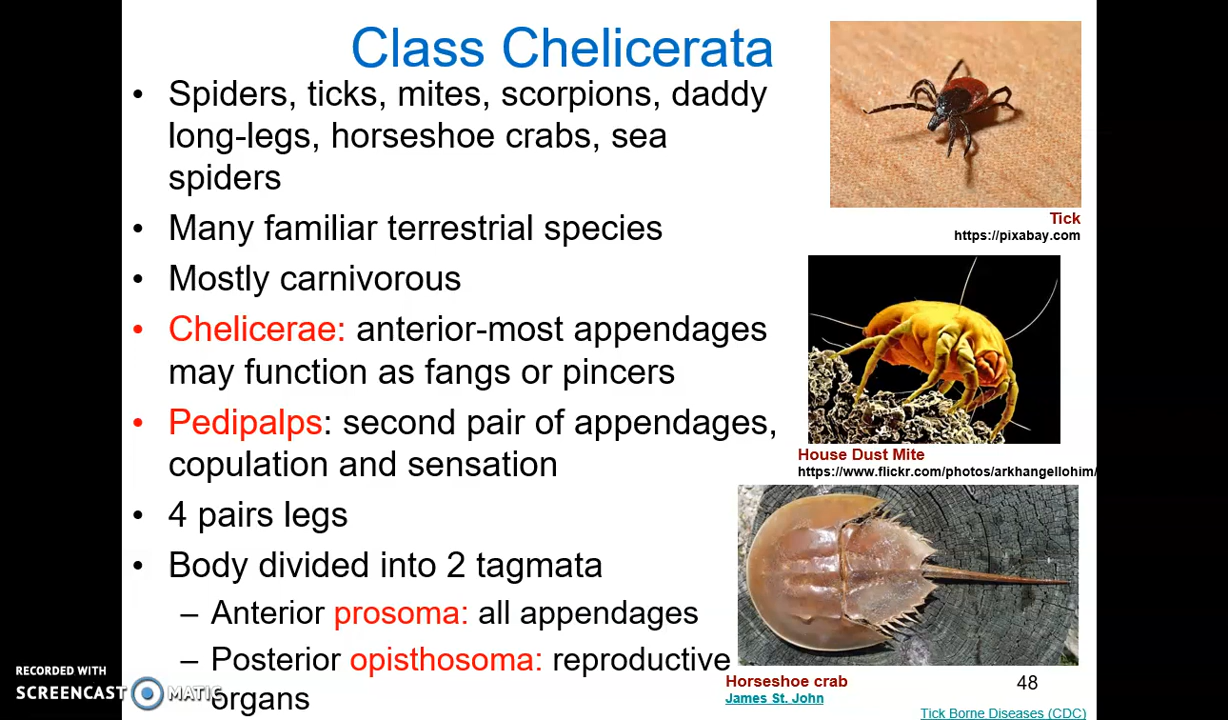 Class Chelicerata
• Spiders, ticks, mites, scorpions, daddy
long-legs, horseshoe crabs, sea
spiders
• Many familiar terrestrial species
• Mostly carnivorous
• Chelicerae: anterior-most appendages
may function as fangs or pincers
• Pedipalps: second pair of appendages,
copulation and sensation
• 4 pairs legs
• Body divided into 2 tagmata
– Anterior prosoma: all appendages
– Posterior opisthosoma: reproductive
organs
Tick
https://pixabay.com
House Dust Mite
https://www.flickr.com/photos/arkhangellohim/
Horseshoe crab
James St. John
48
Tick Borne Diseases (CDC)
RECORDED WITH
SCREENCAST MATIC